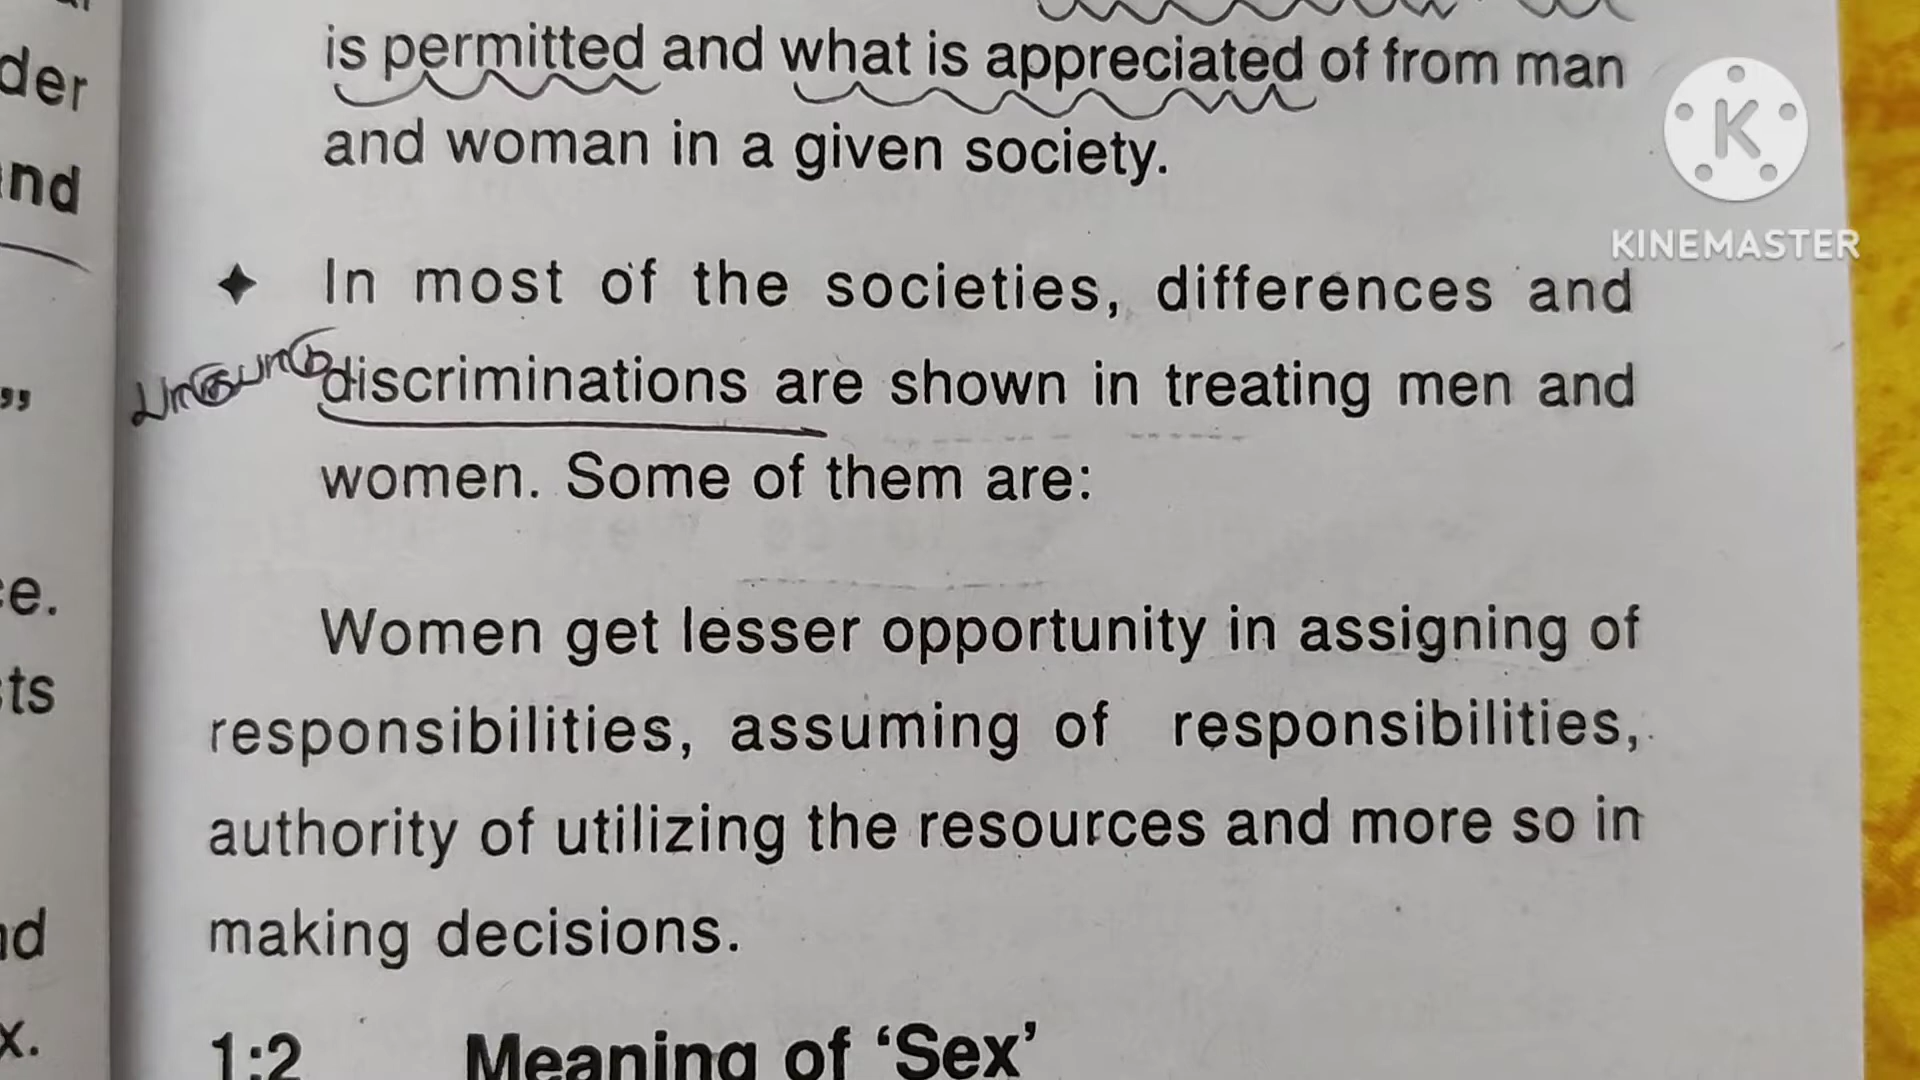 is permitted and what is appreciated of from man
and woman in a given society.
In most of the societies, differences and
பாகுபாடு
discriminations are shown in treating men and
women. Some of them are:
Women get lesser opportunity in assigning of
responsibilities, assuming of responsibilities,
authority of utilizing the resources and more so in
making decisions.
1:2 Meaning of ‘Sex’
der
nd
”
ts
x.
K
KINEMASTER